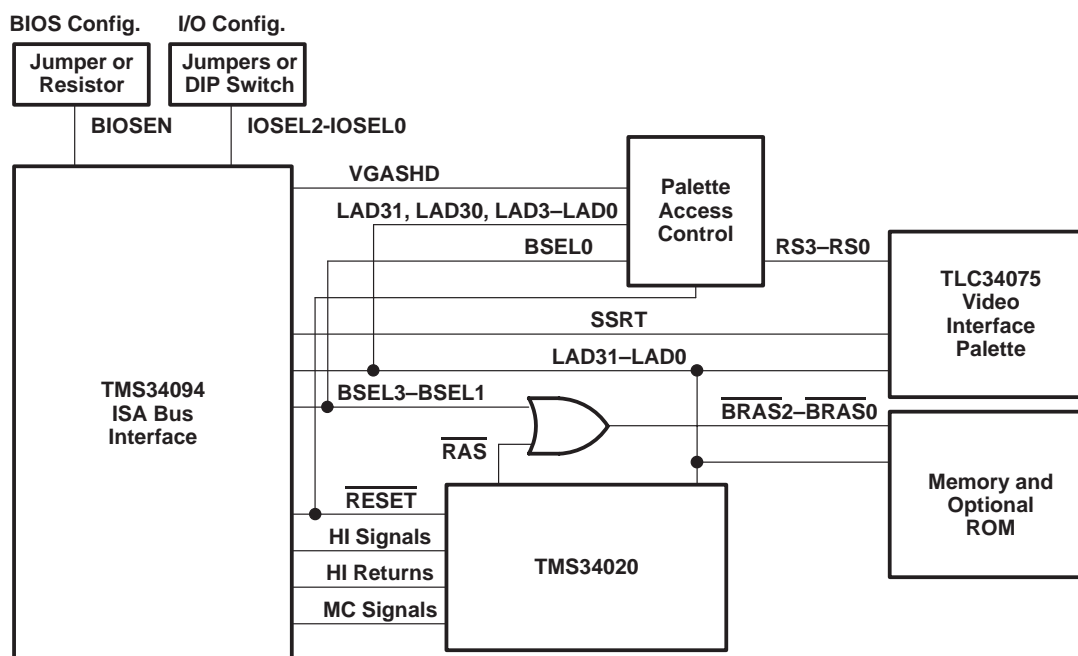 BIOS Config.
I/O Config.
Jumper or
Resistor
Jumpers or
DIP Switch
BIOSEN
IOSEL2-IOSEL0
VGASHD
LAD31, LAD30, LAD3–LAD0
BSEL0
Palette
Access
Control
RS3–RS0
TLC34075
Video
Interface
Palette
SSRT
LAD31–LAD0
TMS34094
ISA Bus
Interface
BSEL3–BSEL1
RAS
BRAS2–BRAS0
RESET
HI Signals
HI Returns
MC Signals
TMS34020
Memory and
Optional
ROM